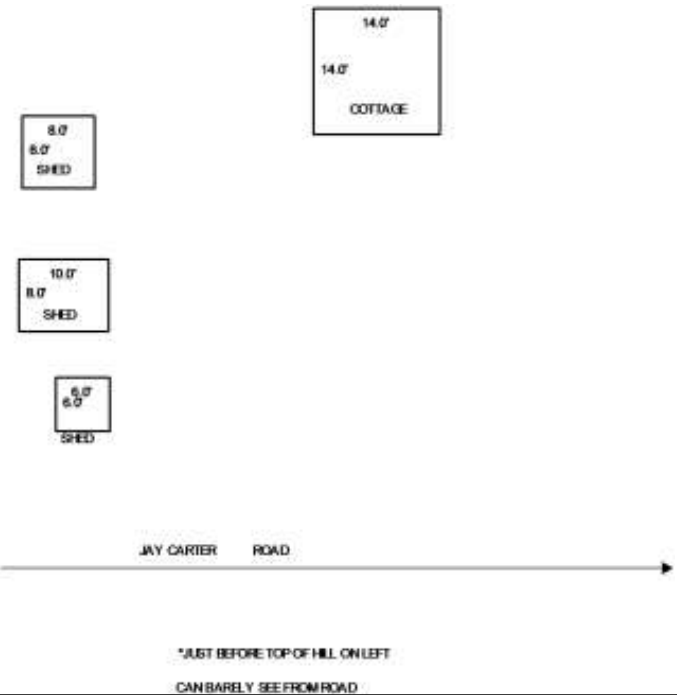 14.0'
14.0'
COTTAGE
8.0'
8.0'
SHED
10.0'
8.0'
SHED
6.0'
6.0'
SHED
JAY CARTER ROAD
*JUST BEFORE TOP OF HILL ON LEFT
CAN BARELY SEE FROM ROAD